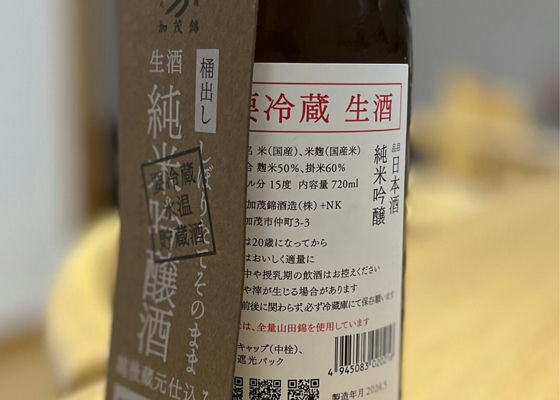 加茂錦
生酒
桶出し
純米吟醸酒
しぼり
そのまま
要冷蔵
氷温
貯蔵酒
蔵元仕込
要冷蔵 生酒
品目 日本酒
純米吟醸
名 米(国産)、米麹(国産米)
合 麹米50%、掛米60%
ル分 15度 内容量 720ml
加茂錦酒造(株)+NK
加茂市仲町3-3
は20歳になってから
はおいしく適量に
中や授乳期の飲酒はお控えください
や滓が生じる場合があります
前後に関わらず、必ず冷蔵庫にて保存願います
は、全量山田錦を使用しています
キャップ(中栓)、
遮光パック
4 945083 0202
製造年月 2024.5